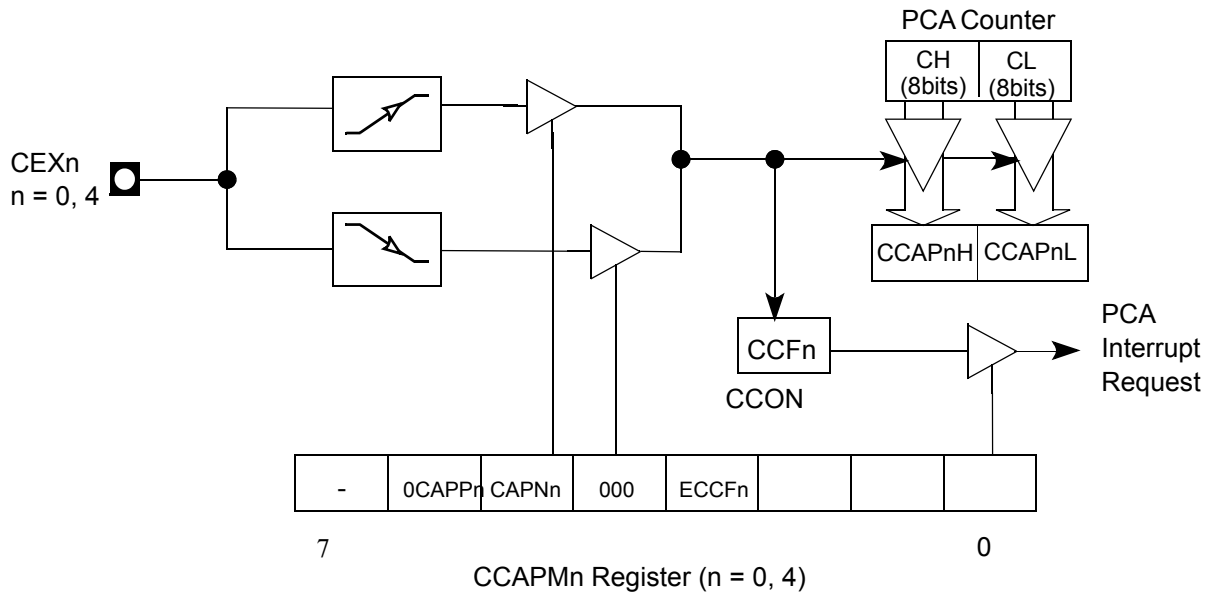 PCA Counter
CH
(8bits)
CL
(8bits)
CEXn
n = 0, 4
CCAPnH
CCAPnL
CCFn
CCON
PCA
Interrupt
Request
- 0CAPPn CAPNn 000 ECCFn
7 0
CCAPMn Register (n = 0, 4)